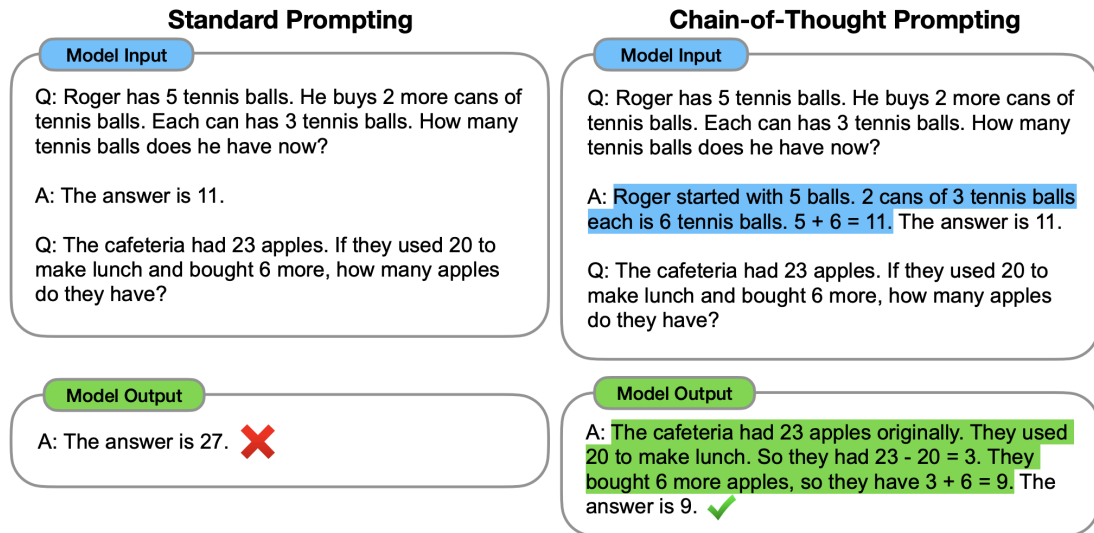 Standard Prompting
Model Input
Q: Roger has 5 tennis balls. He buys 2 more cans of
tennis balls. Each can has 3 tennis balls. How many
tennis balls does he have now?
A: The answer is 11.
Q: The cafeteria had 23 apples. If they used 20 to
make lunch and bought 6 more, how many apples
do they have?
Model Output
A: The answer is 27.
Chain-of-Thought Prompting
Model Input
Q: Roger has 5 tennis balls. He buys 2 more cans of
tennis balls. Each can has 3 tennis balls. How many
tennis balls does he have now?
A: Roger started with 5 balls. 2 cans of 3 tennis balls
each is 6 tennis balls. 5 + 6 = 11. The answer is 11.
Q: The cafeteria had 23 apples. If they used 20 to
make lunch and bought 6 more, how many apples
do they have?
Model Output
A: The cafeteria had 23 apples originally. They used
20 to make lunch. So they had 23 - 20 = 3. They
bought 6 more apples, so they have 3 + 6 = 9. The
answer is 9.